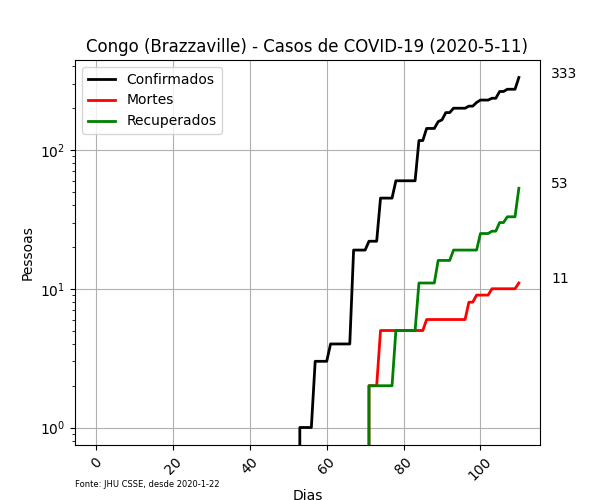 Congo (Brazzaville) - Casos de COVID-19 (2020-5-11)
Confirmados
Mortes
Recuperados
333
53
11
10²
10¹
10⁰
Pessoas
0 20 40 60 80 100
Fonte: JHU CSSE, desde 2020-1-22
Dias